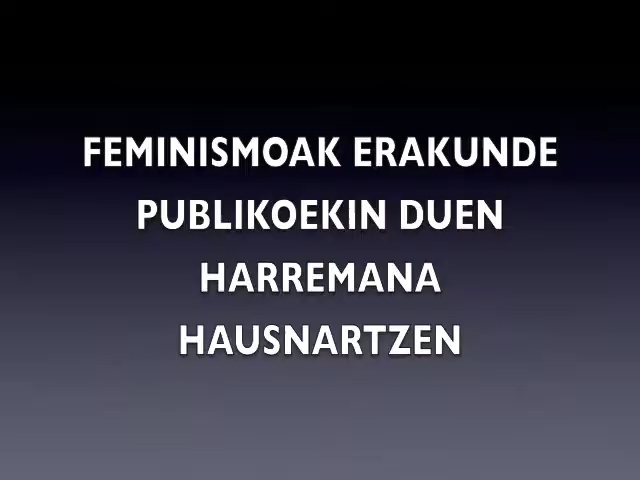 FEMINISMOAK ERAKUNDE
PUBLIKOEKIN DUEN
HARREMANA
HAUSNARTZEN